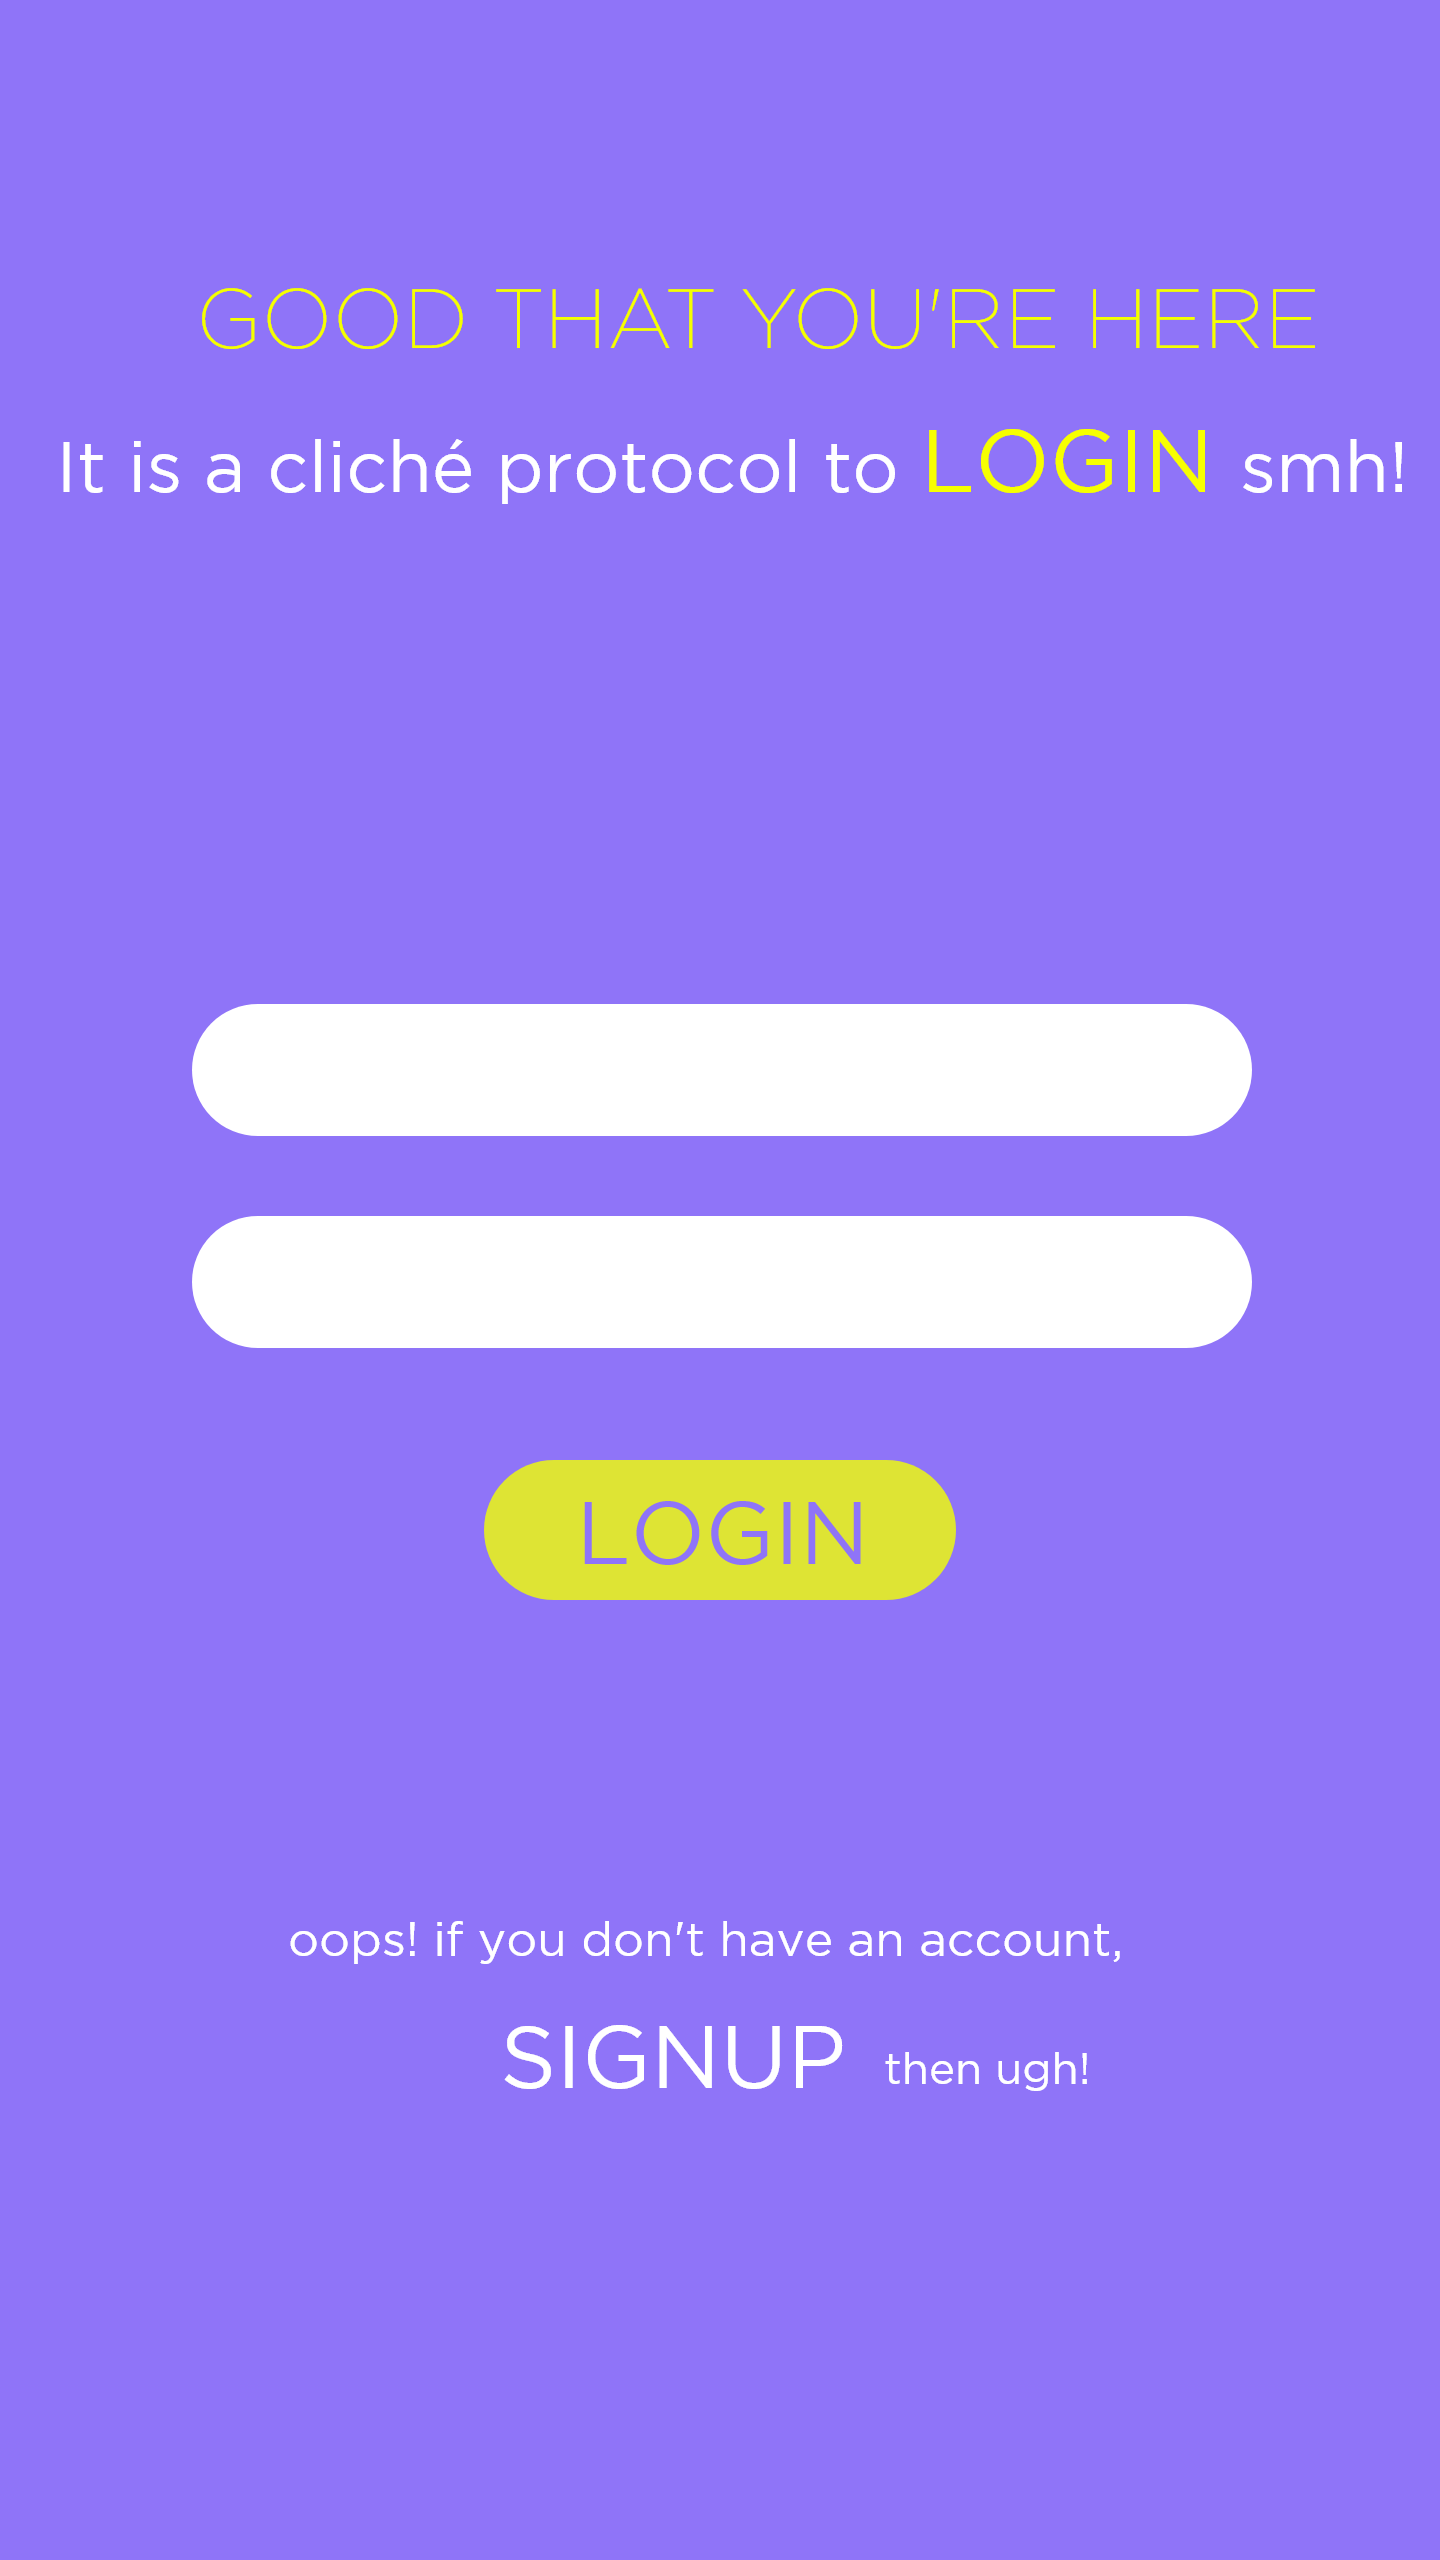 GOOD THAT YOU'RE HERE
It is a cliché protocol to LOGIN smh!
LOGIN
oops! if you don't have an account,
SIGNUP then ugh!